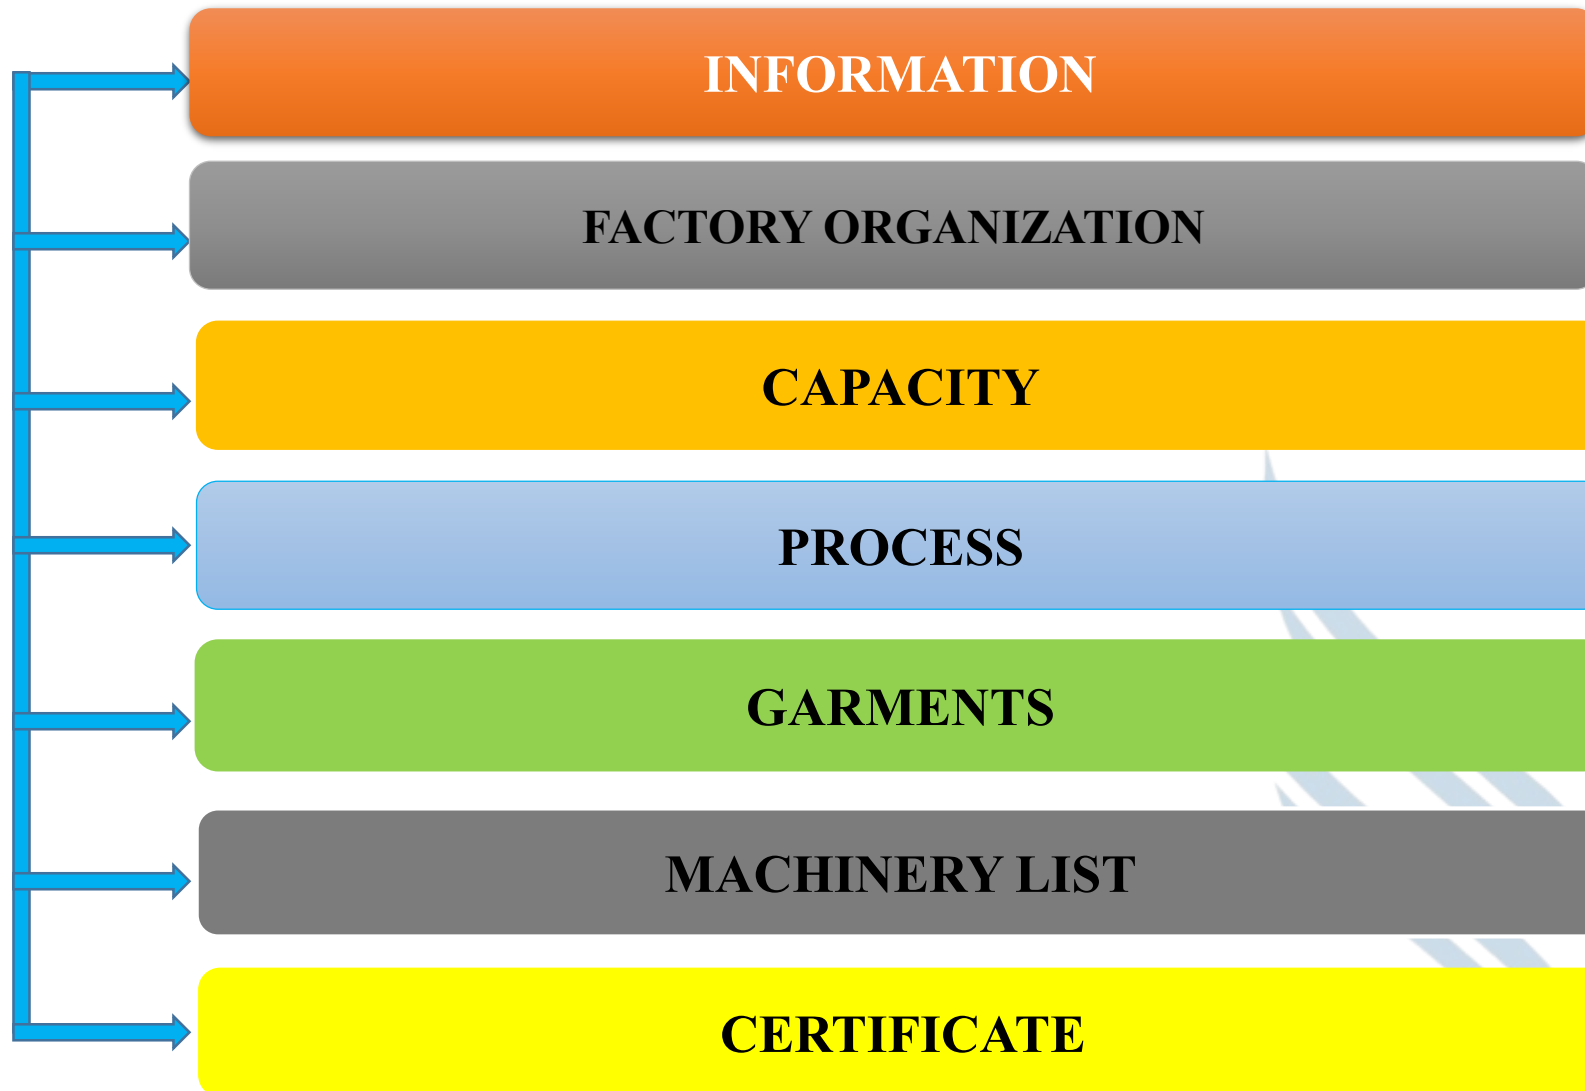 INFORMATION
FACTORY ORGANIZATION
CAPACITY
PROCESS
GARMENTS
MACHINERY LIST
CERTIFICATE